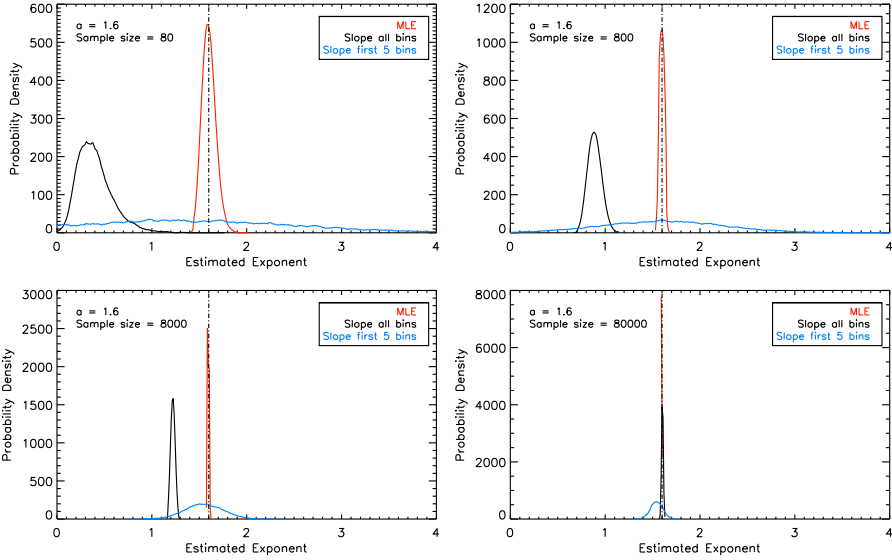 600
500
400
300
200
100
0
Probability Density
a = 1.6
Sample size = 80
MLE
Slope all bins
Slope first 5 bins
0 1 2 3 4
Estimated Exponent
1200
1000
800
600
400
200
0
Probability Density
a = 1.6
Sample size = 800
MLE
Slope all bins
Slope first 5 bins
0 1 2 3 4
Estimated Exponent
3000
2500
2000
1500
1000
500
0
Probability Density
a = 1.6
Sample size = 8000
MLE
Slope all bins
Slope first 5 bins
0 1 2 3 4
Estimated Exponent
8000
6000
4000
2000
0
Probability Density
a = 1.6
Sample size = 80000
MLE
Slope all bins
Slope first 5 bins
0 1 2 3 4
Estimated Exponent